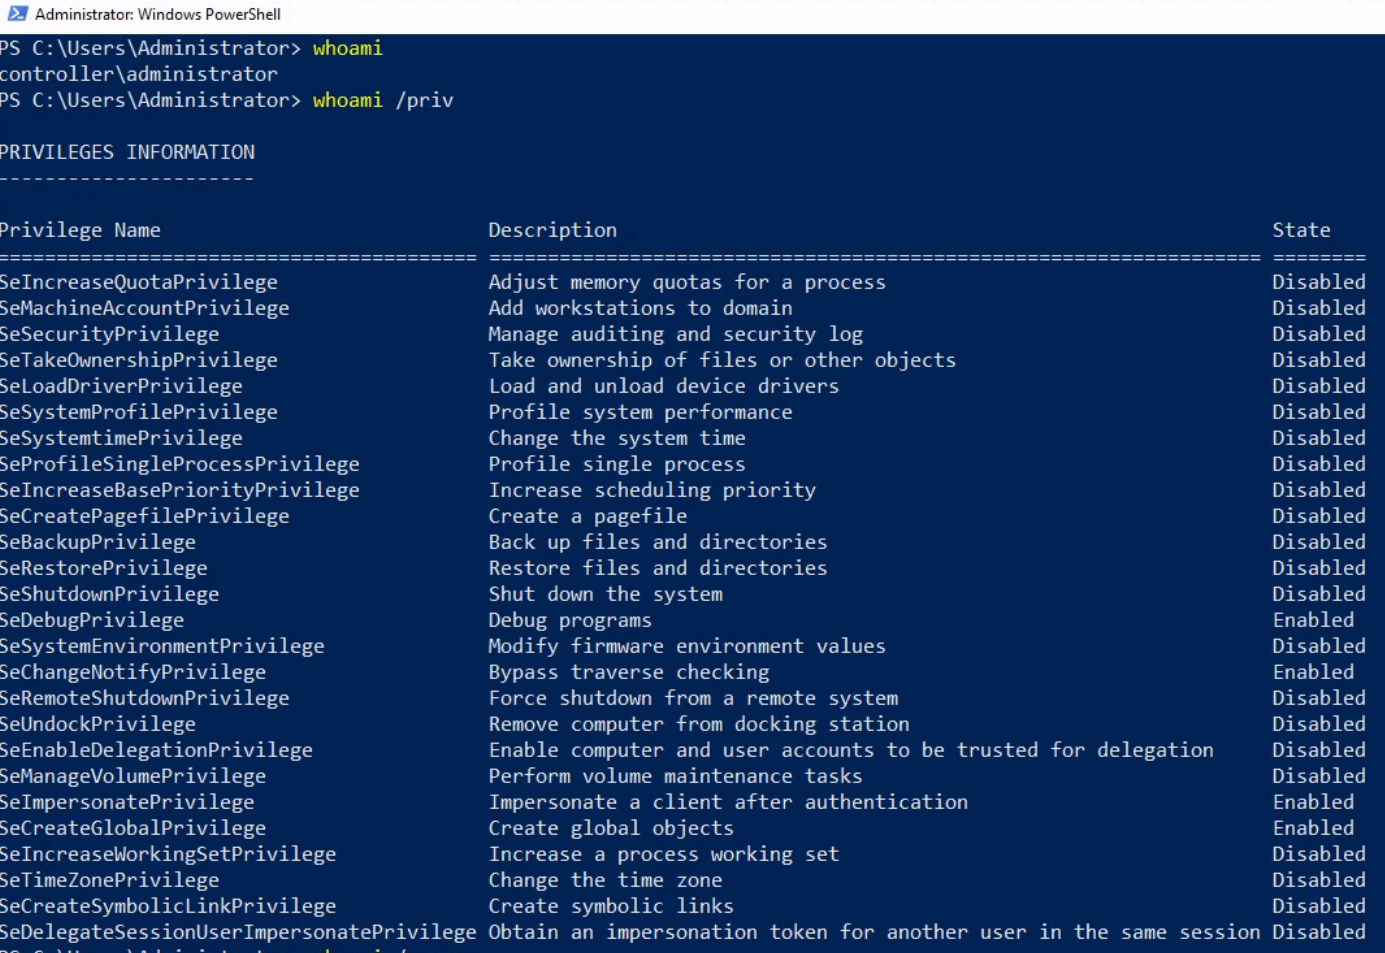 Administrator: Windows PowerShell
PS C:\Users\Administrator> whoami
controller\administrator
PS C:\Users\Administrator> whoami /priv
PRIVILEGES INFORMATION
----------------------
Privilege Name Description State
========================================= ================================================================== ========
SeIncreaseQuotaPrivilege Adjust memory quotas for a process Disabled
SeMachineAccountPrivilege Add workstations to domain Disabled
SeSecurityPrivilege Manage auditing and security log Disabled
SeTakeOwnershipPrivilege Take ownership of files or other objects Disabled
SeLoadDriverPrivilege Load and unload device drivers Disabled
SeSystemProfilePrivilege Profile system performance Disabled
SeSystemtimePrivilege Change the system time Disabled
SeProfileSingleProcessPrivilege Profile single process Disabled
SeIncreaseBasePriorityPrivilege Increase scheduling priority Disabled
SeCreatePagefilePrivilege Create a pagefile Disabled
SeBackupPrivilege Back up files and directories Disabled
SeRestorePrivilege Restore files and directories Disabled
SeShutdownPrivilege Shut down the system Disabled
SeDebugPrivilege Debug programs Enabled
SeSystemEnvironmentPrivilege Modify firmware environment values Disabled
SeChangeNotifyPrivilege Bypass traverse checking Enabled
SeRemoteShutdownPrivilege Force shutdown from a remote system Disabled
SeUndockPrivilege Remove computer from docking station Disabled
SeEnableDelegationPrivilege Enable computer and user accounts to be trusted for delegation Disabled
SeManageVolumePrivilege Perform volume maintenance tasks Disabled
SeImpersonatePrivilege Impersonate a client after authentication Enabled
SeCreateGlobalPrivilege Create global objects Enabled
SeIncreaseWorkingSetPrivilege Increase a process working set Disabled
SeTimeZonePrivilege Change the time zone Disabled
SeCreateSymbolicLinkPrivilege Create symbolic links Disabled
SeDelegateSessionUserImpersonatePrivilege Obtain an impersonation token for another user in the same session Disabled